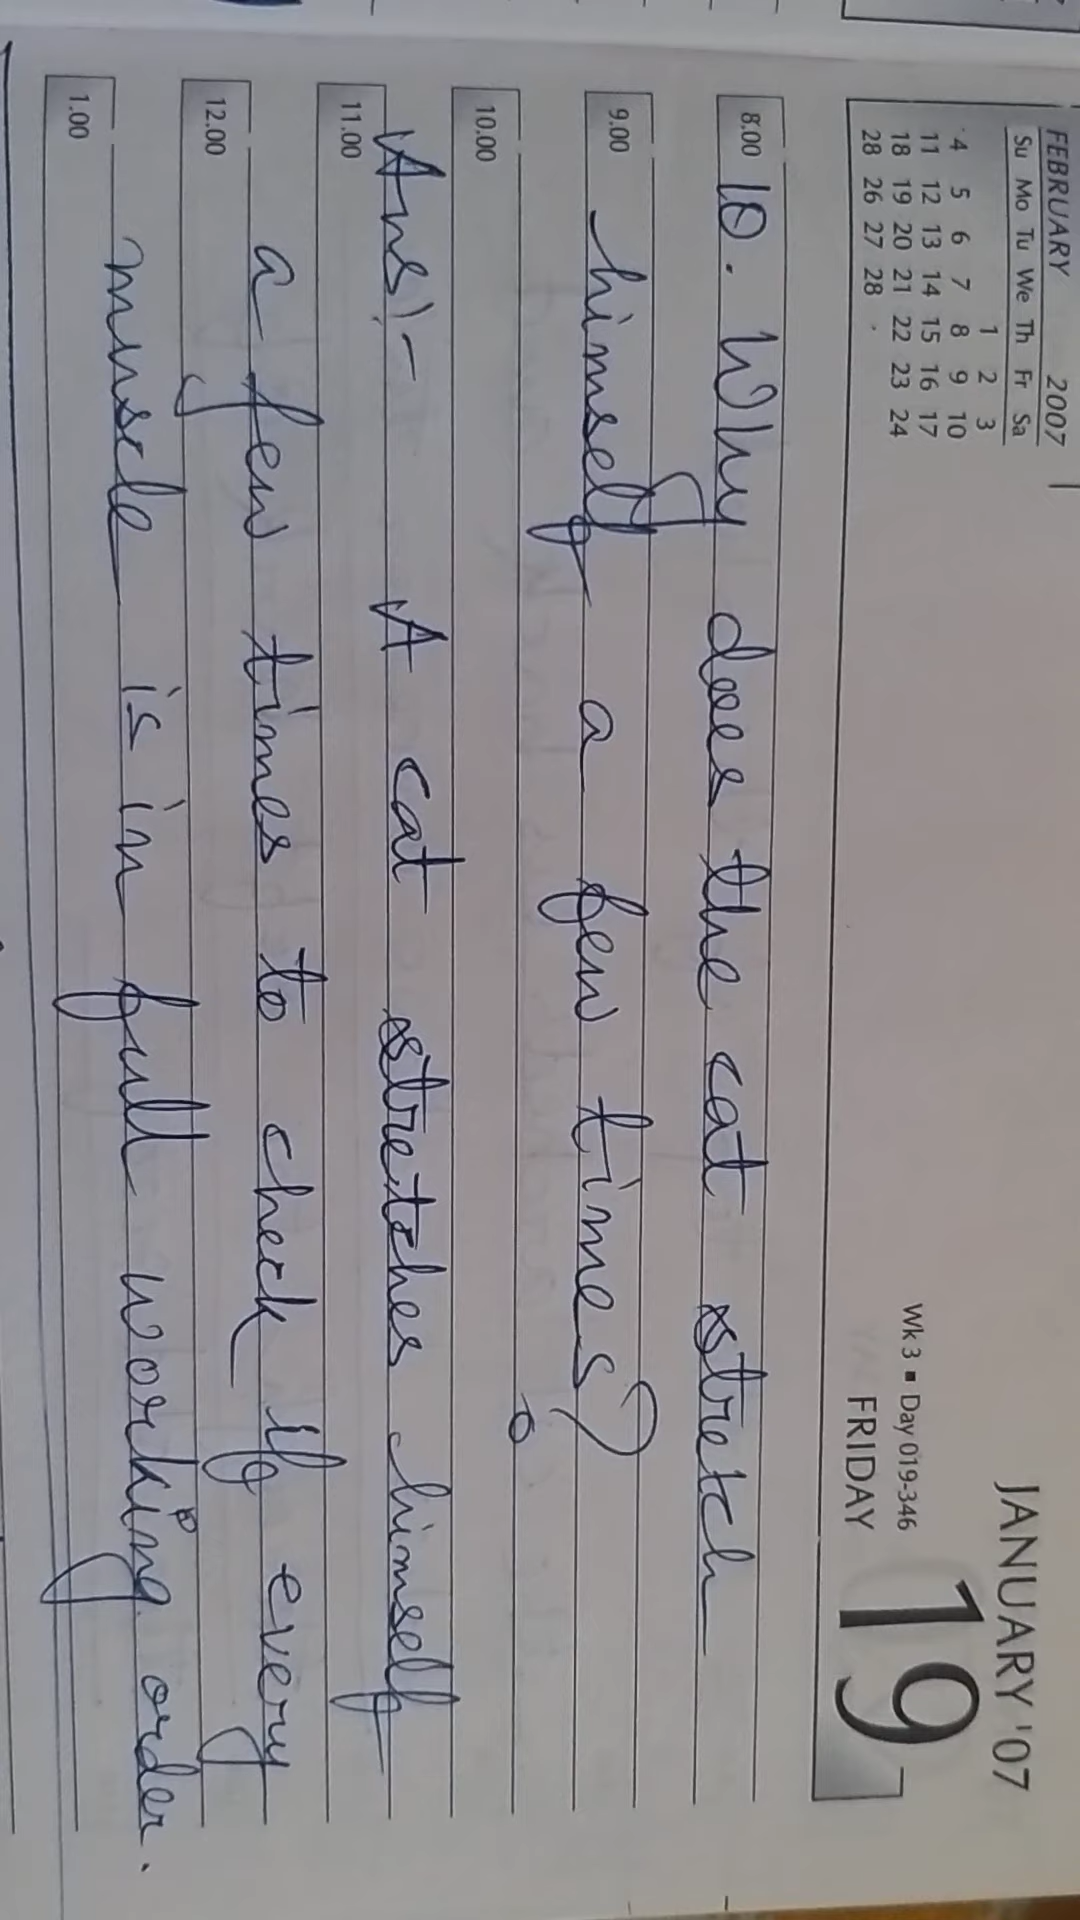 FEBRUARY 2007
Su Mo Tu We Th Fr Sa
1 2 3
4 5 6 7 8 9 10
11 12 13 14 15 16 17
18 19 20 21 22 23 24
28 26 27 28
JANUARY '07
Wk 3 ▪ Day 019-346
FRIDAY
19
8.00 10. Why does the cat stretch
9.00 himself a few times?
10.00
11.00 Ans:- A cat stretches himself
12.00 a few times to check if every
1.00 muscle is in full working order.